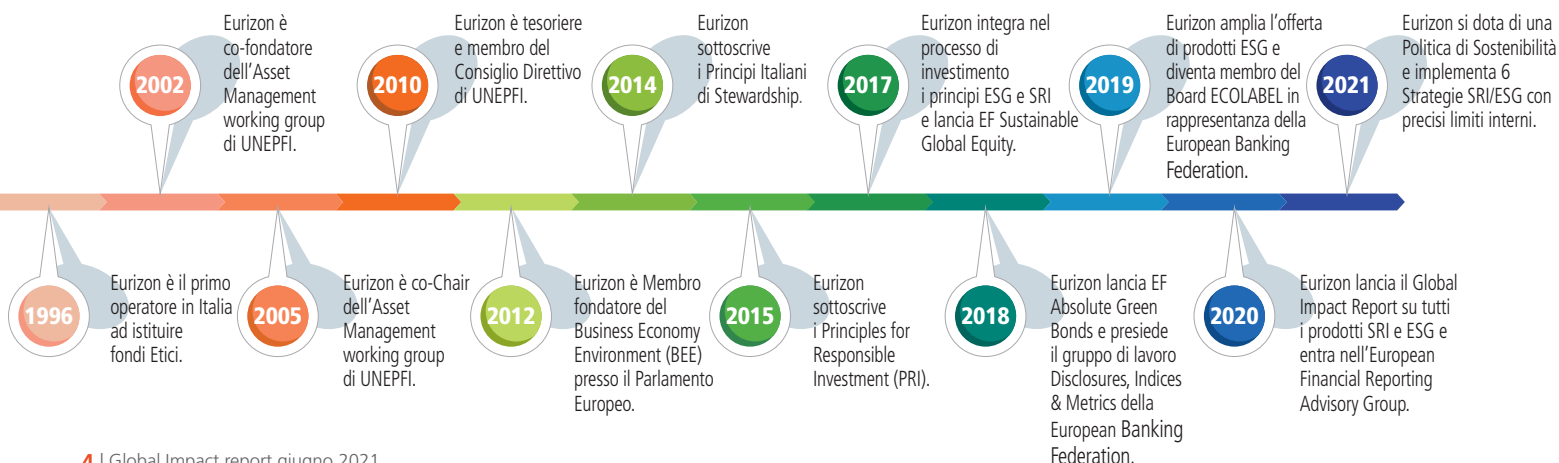 Eurizon è
co-fondatore
dell'Asset
Management
working group
di UNEPFI.
2002
Eurizon è tesoriere
e membro del
Consiglio Direttivo
di UNEPFI.
2010
Eurizon
sottoscrive
i Principi Italiani
di Stewardship.
2014
Eurizon integra nel
processo di
investimento
i principi ESG e SRI
e lancia EF Sustainable
Global Equity.
2017
Eurizon amplia l'offerta
di prodotti ESG e
diventa membro del
Board ECOLABEL in
rappresentanza della
European Banking
Federation.
2019
Eurizon si dota di una
Politica di Sostenibilità
e implementa 6
Strategie SRI/ESG con
precisi limiti interni.
2021
1996
Eurizon è il primo
operatore in Italia
ad istituire
fondi Etici.
2005
Eurizon è co-Chair
dell'Asset
Management
working group
di UNEPFI.
2012
Eurizon è Membro
fondatore del
Business Economy
Environment (BEE)
presso il Parlamento
Europeo.
2015
Eurizon
sottoscrive
i Principles for
Responsible
Investment (PRI).
2018
Eurizon lancia EF
Absolute Green
Bonds e presiede
il gruppo di lavoro
Disclosures, Indices
& Metrics della
European Banking
Federation.
2020
Eurizon lancia il Global
Impact Report su tutti
i prodotti SRI e ESG e
entra nell'European
Financial Reporting
Advisory Group.
4 | Global Impact report giugno 2021